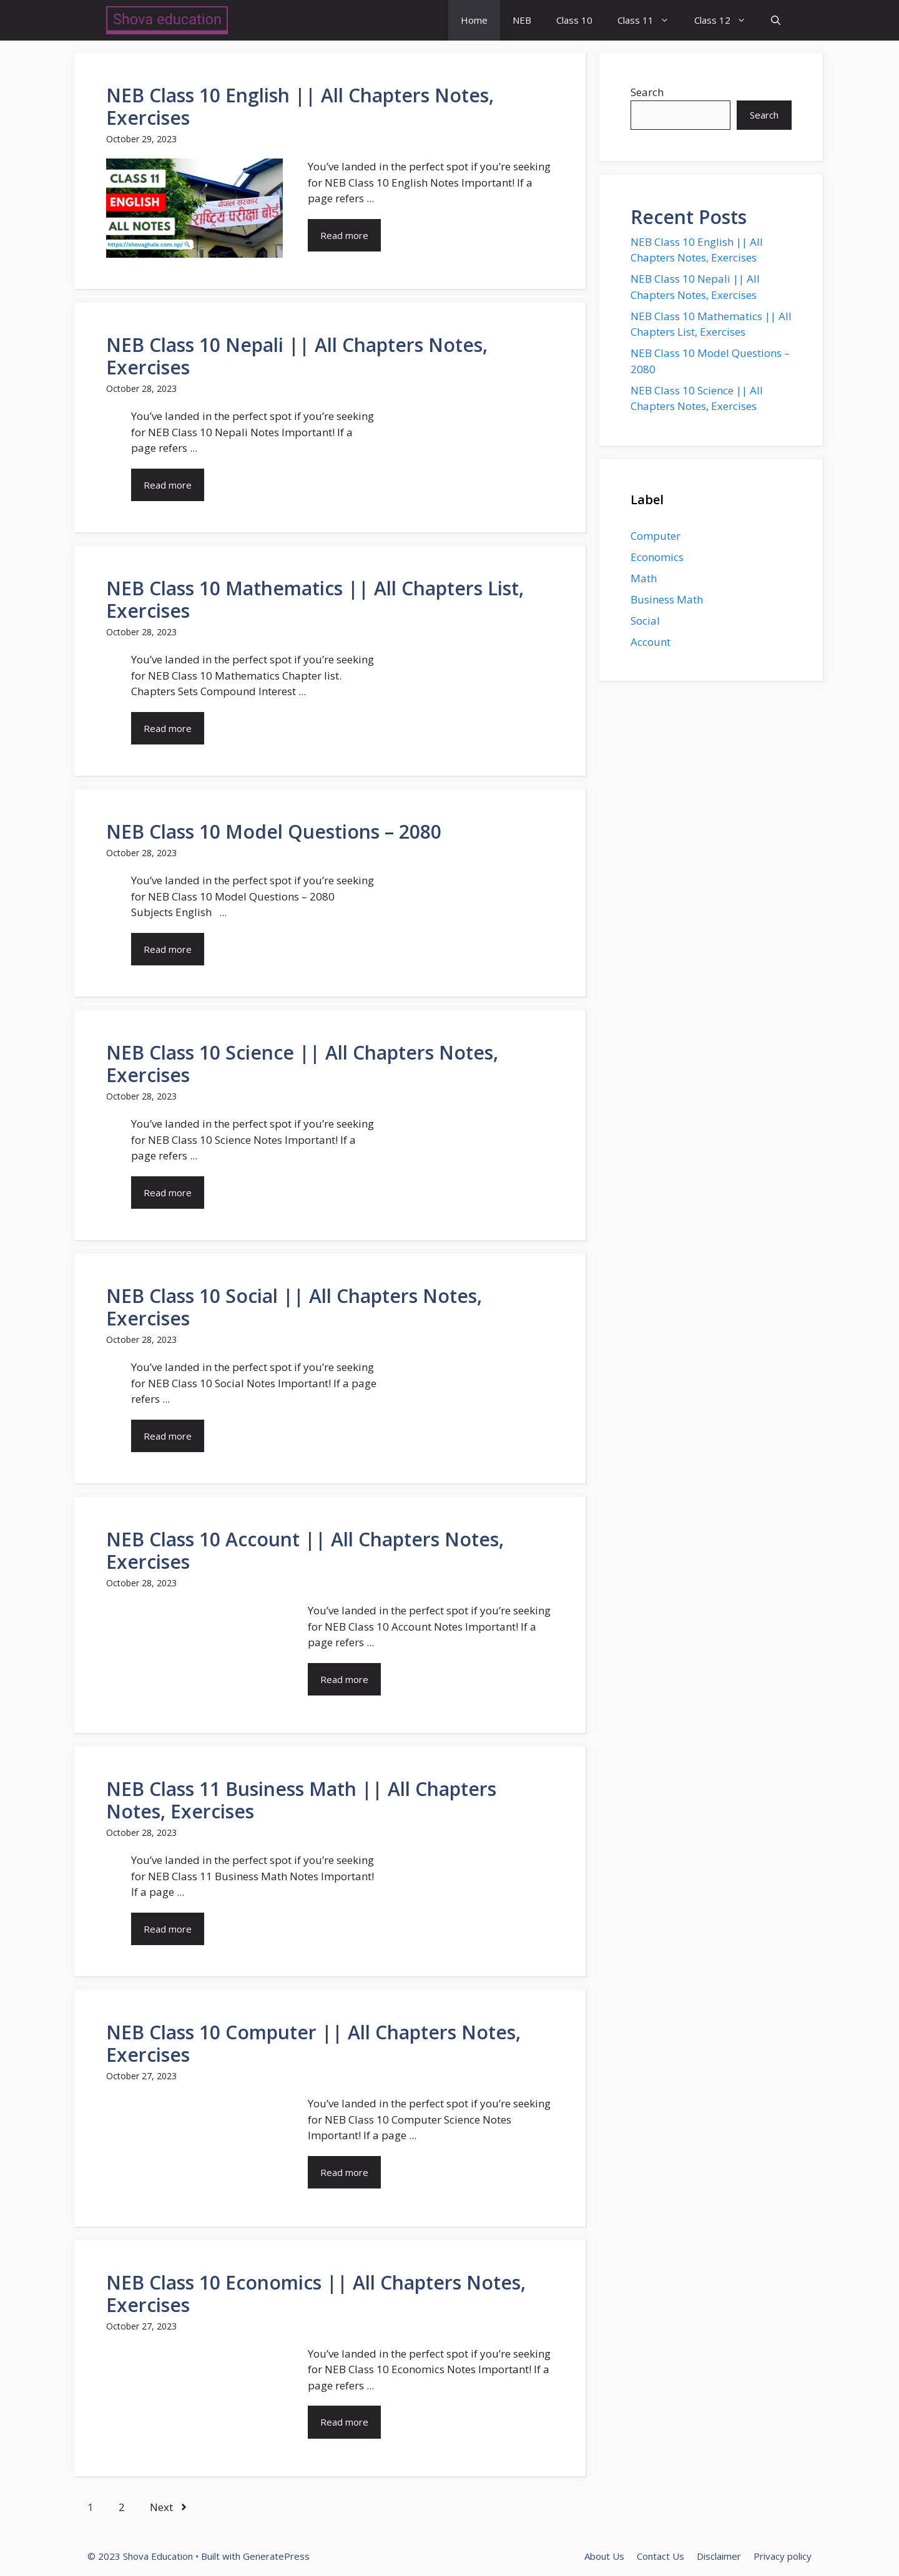 Shova education
Home NEB Class 10 Class 11 Class 12
NEB Class 10 English || All Chapters Notes,
Exercises
October 29, 2023
CLASS 11
ENGLISH
ALL NOTES
https://shovaghale.com.np/
नेपाल सरकार
राष्ट्रिय परीक्षा बोर्ड
You’ve landed in the perfect spot if you’re seeking
for NEB Class 10 English Notes Important! If a
page refers ...
Read more
NEB Class 10 Nepali || All Chapters Notes,
Exercises
October 28, 2023
You’ve landed in the perfect spot if you’re seeking
for NEB Class 10 Nepali Notes Important! If a
page refers ...
Read more
NEB Class 10 Mathematics || All Chapters List,
Exercises
October 28, 2023
You’ve landed in the perfect spot if you’re seeking
for NEB Class 10 Mathematics Chapter list.
Chapters Sets Compound Interest ...
Read more
NEB Class 10 Model Questions – 2080
October 28, 2023
You’ve landed in the perfect spot if you’re seeking
for NEB Class 10 Model Questions – 2080
Subjects English   ...
Read more
NEB Class 10 Science || All Chapters Notes,
Exercises
October 28, 2023
You’ve landed in the perfect spot if you’re seeking
for NEB Class 10 Science Notes Important! If a
page refers ...
Read more
NEB Class 10 Social || All Chapters Notes,
Exercises
October 28, 2023
You’ve landed in the perfect spot if you’re seeking
for NEB Class 10 Social Notes Important! If a page
refers ...
Read more
NEB Class 10 Account || All Chapters Notes,
Exercises
October 28, 2023
You’ve landed in the perfect spot if you’re seeking
for NEB Class 10 Account Notes Important! If a
page refers ...
Read more
NEB Class 11 Business Math || All Chapters
Notes, Exercises
October 28, 2023
You’ve landed in the perfect spot if you’re seeking
for NEB Class 11 Business Math Notes Important!
If a page ...
Read more
NEB Class 10 Computer || All Chapters Notes,
Exercises
October 27, 2023
You’ve landed in the perfect spot if you’re seeking
for NEB Class 10 Computer Science Notes
Important! If a page ...
Read more
NEB Class 10 Economics || All Chapters Notes,
Exercises
October 27, 2023
You’ve landed in the perfect spot if you’re seeking
for NEB Class 10 Economics Notes Important! If a
page refers ...
Read more
1 2 Next
Search
Search
Recent Posts
NEB Class 10 English || All
Chapters Notes, Exercises
NEB Class 10 Nepali || All
Chapters Notes, Exercises
NEB Class 10 Mathematics || All
Chapters List, Exercises
NEB Class 10 Model Questions –
2080
NEB Class 10 Science || All
Chapters Notes, Exercises
Label
Computer
Economics
Math
Business Math
Social
Account
© 2023 Shova Education • Built with GeneratePress
About Us Contact Us Disclaimer Privacy policy